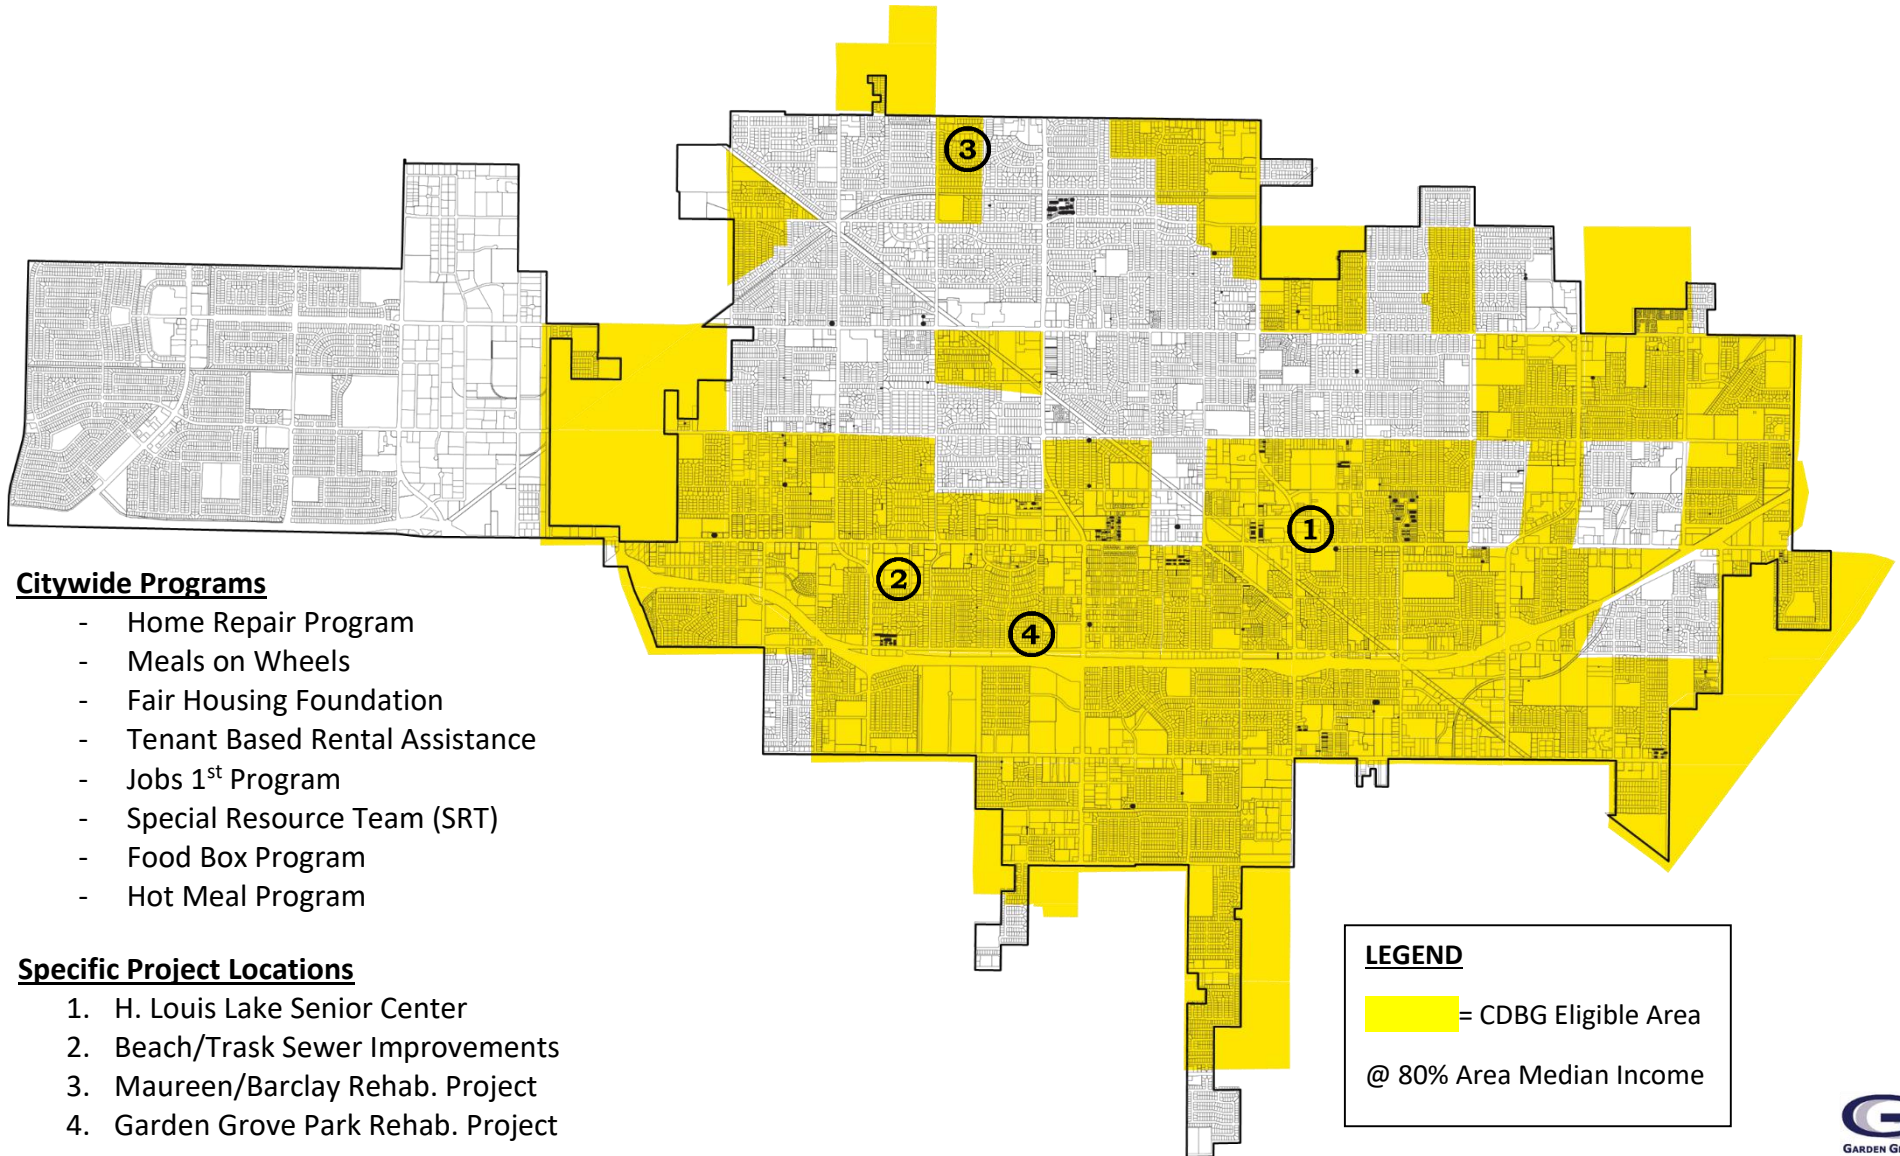 3
1
2
4
Citywide Programs
- Home Repair Program
- Meals on Wheels
- Fair Housing Foundation
- Tenant Based Rental Assistance
- Jobs 1st Program
- Special Resource Team (SRT)
- Food Box Program
- Hot Meal Program
Specific Project Locations
1. H. Louis Lake Senior Center
2. Beach/Trask Sewer Improvements
3. Maureen/Barclay Rehab. Project
4. Garden Grove Park Rehab. Project
LEGEND
= CDBG Eligible Area
@ 80% Area Median Income
GARDEN G